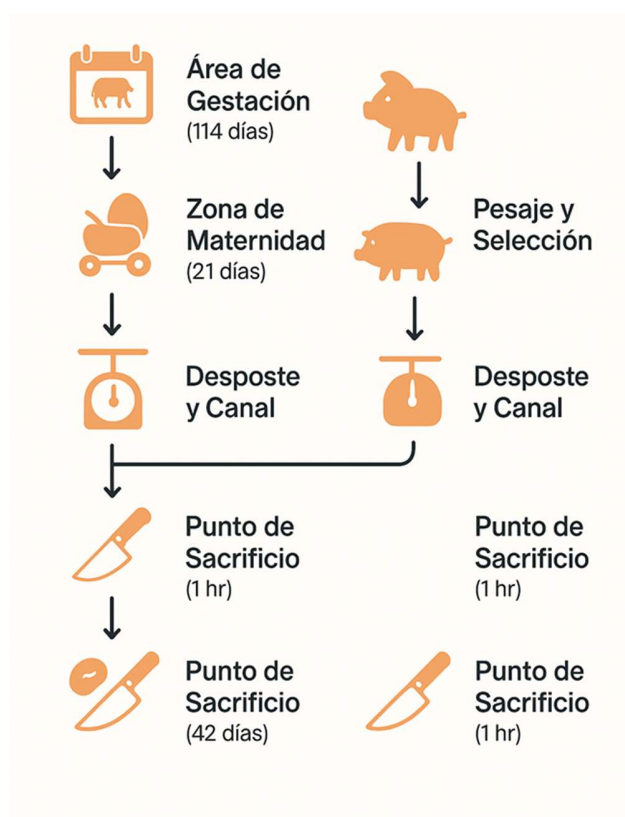 Área de
Gestación
(114 días)
Zona de
Maternidad
(21 días)
Pesaje y
Selección
Desposte
y Canal
Desposte
y Canal
Punto de
Sacrificio
(1 hr)
Punto de
Sacrificio
(1 hr)
Punto de
Sacrificio
(42 días)
Punto de
Sacrificio
(1 hr)